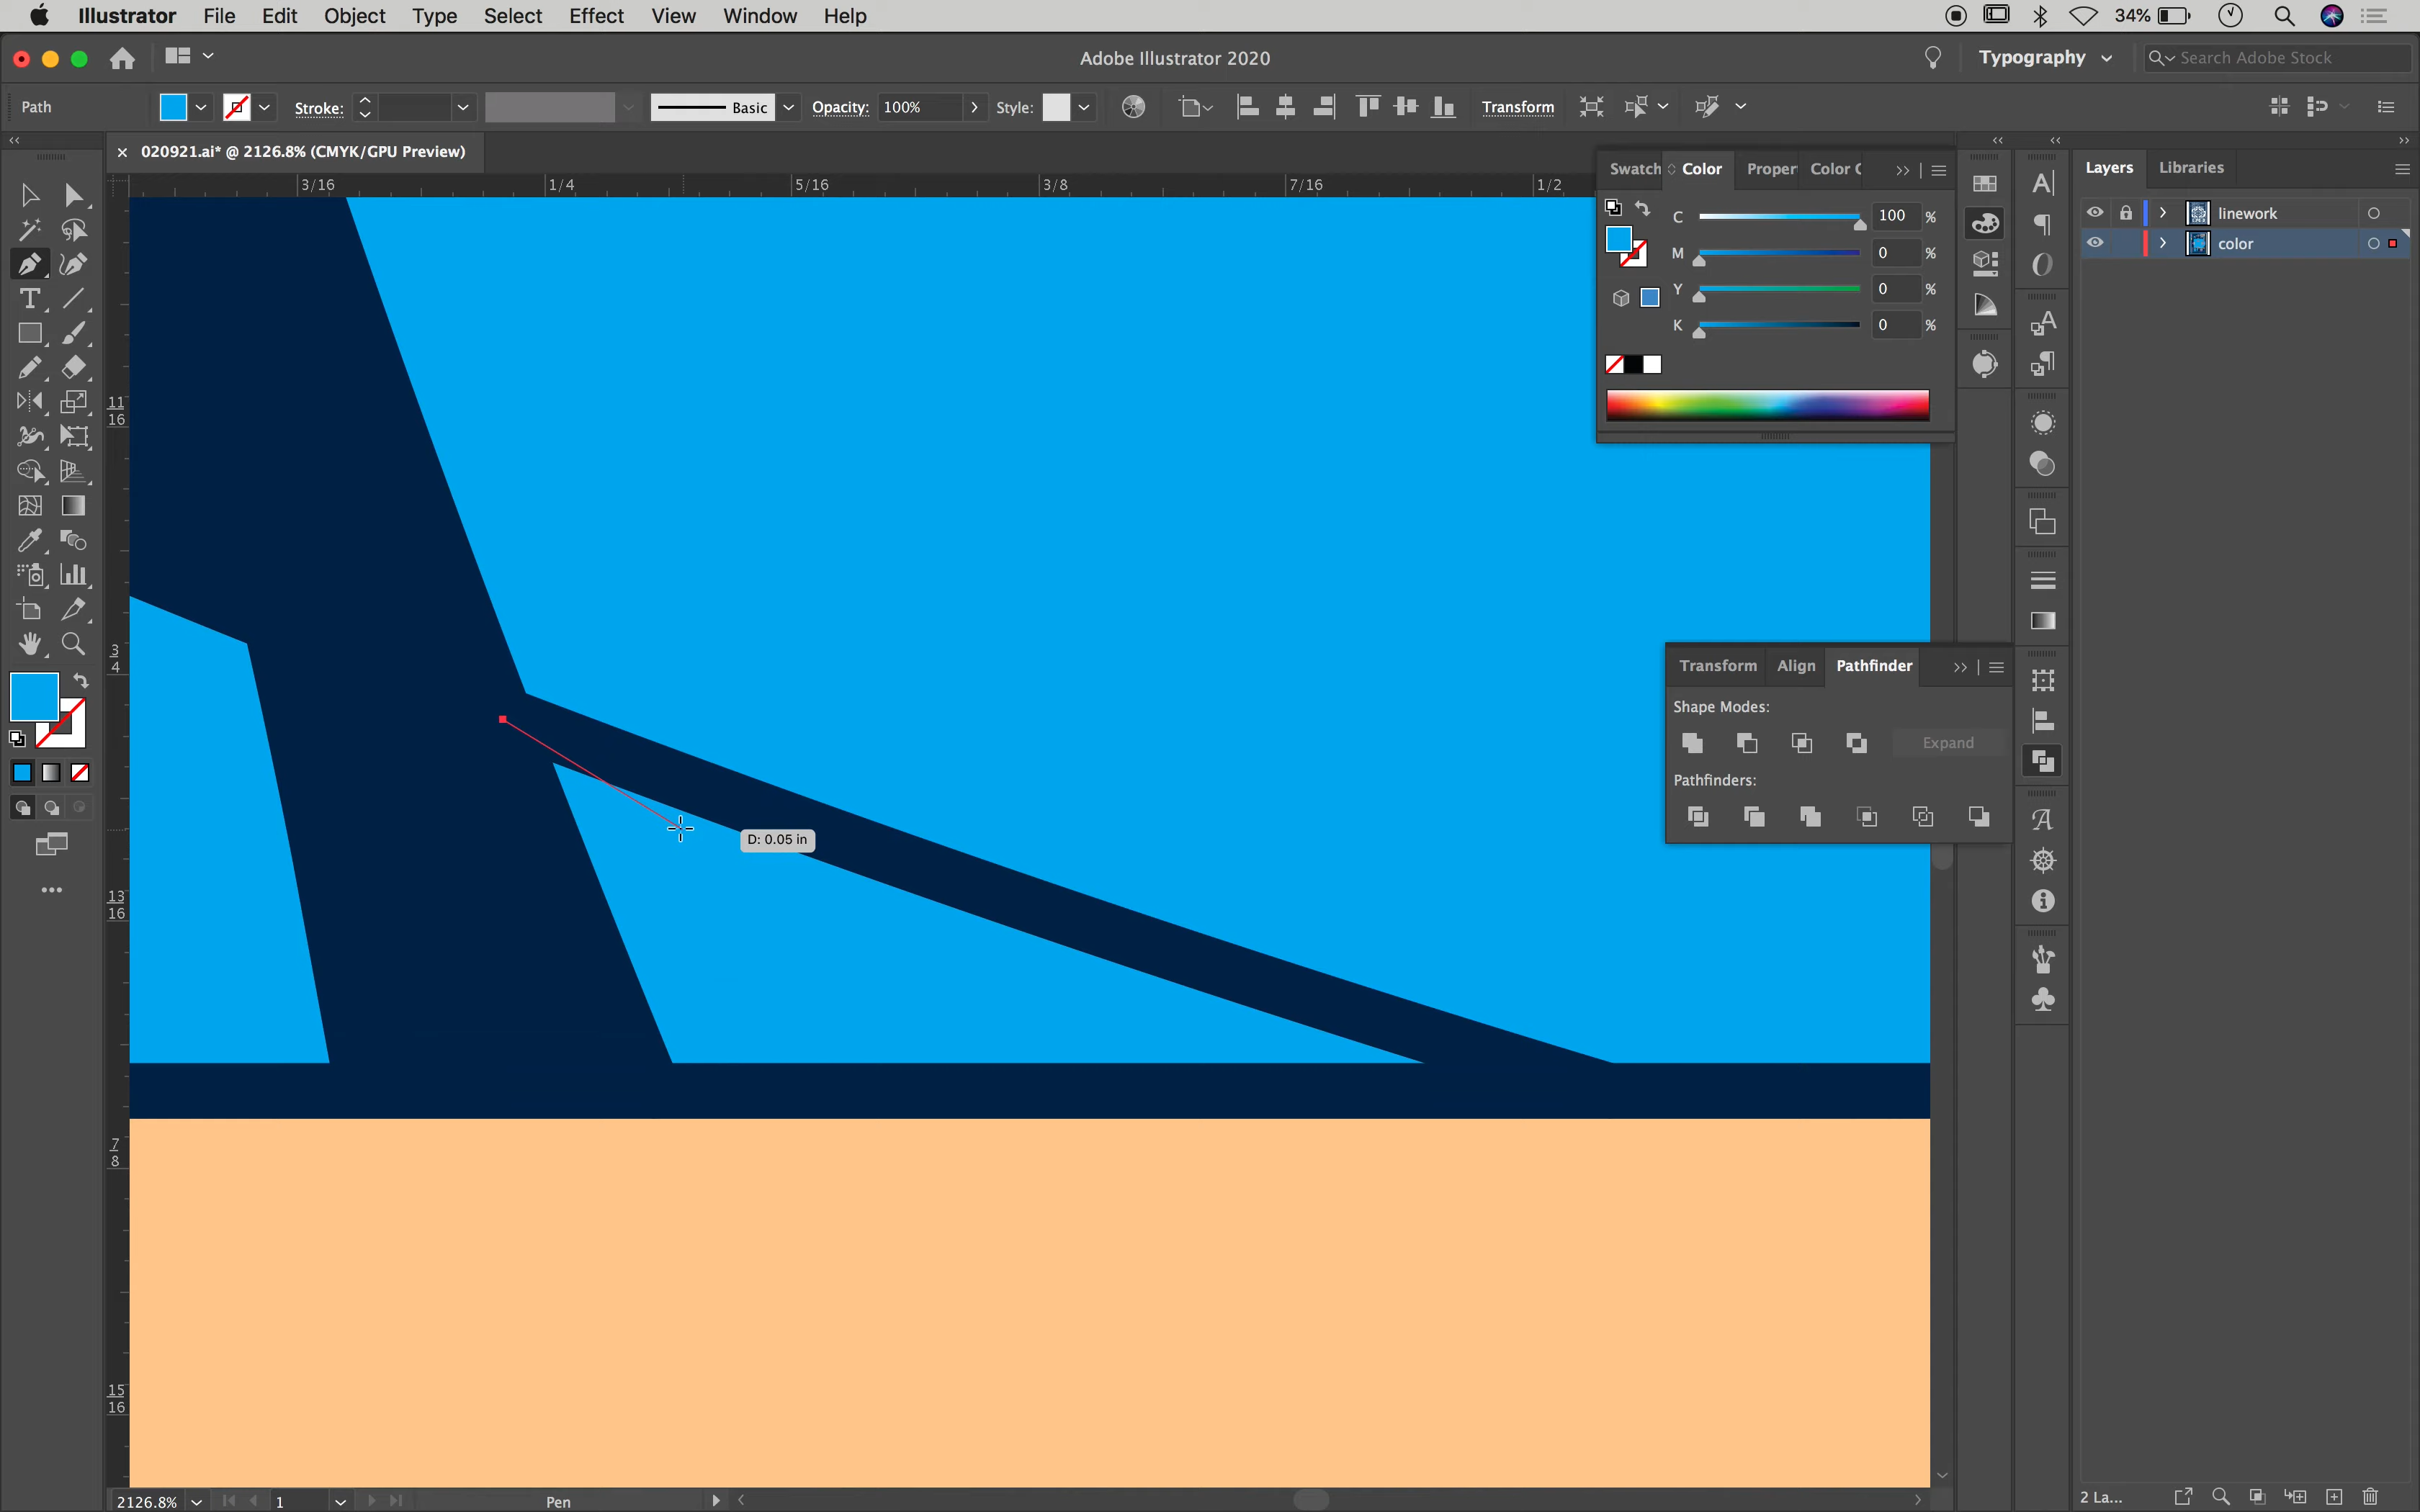 Illustrator File Edit Object Type Select Effect View Window Help 34%
Adobe Illustrator 2020 Typography Search Adobe Stock
Path Stroke: Basic Opacity: 100% Style: Transform
020921.ai* @ 2126.8% (CMYK/GPU Preview)
3/16 1/4 5/16 3/8 7/16 1/2
Swatch Color Proper Color C
C 100 %
M 0 %
Y 0 %
K 0 %
Layers Libraries
linework
color
11
16
3
4
13
16
7
8
15
16
D: 0.05 in
Transform Align Pathfinder
Shape Modes:
Expand
Pathfinders:
2126.8% 1 Pen
2 La...